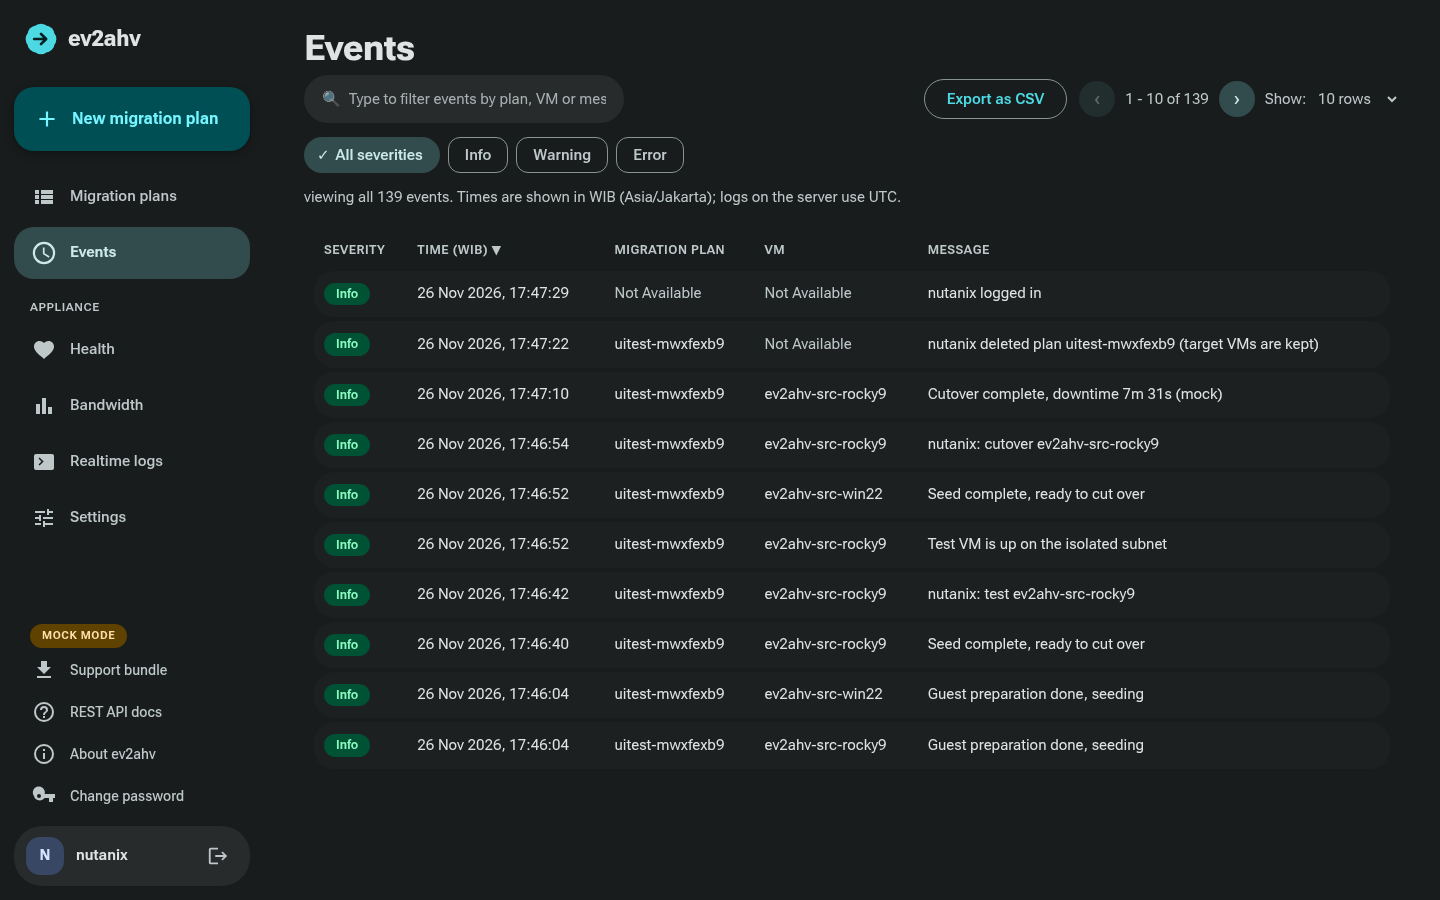 ev2ahv
New migration plan
Migration plans
Events
APPLIANCE
Health
Bandwidth
Realtime logs
Settings
MOCK MODE
Support bundle
REST API docs
About ev2ahv
Change password
N nutanix
Events
Type to filter events by plan, VM or mes
Export as CSV ‹ 1 - 10 of 139 › Show: 10 rows
✓ All severities Info Warning Error
viewing all 139 events. Times are shown in WIB (Asia/Jakarta); logs on the server use UTC.
SEVERITY TIME (WIB) ▼ MIGRATION PLAN VM MESSAGE
Info 26 Nov 2026, 17:47:29 Not Available Not Available nutanix logged in
Info 26 Nov 2026, 17:47:22 uitest-mwxfexb9 Not Available nutanix deleted plan uitest-mwxfexb9 (target VMs are kept)
Info 26 Nov 2026, 17:47:10 uitest-mwxfexb9 ev2ahv-src-rocky9 Cutover complete, downtime 7m 31s (mock)
Info 26 Nov 2026, 17:46:54 uitest-mwxfexb9 ev2ahv-src-rocky9 nutanix: cutover ev2ahv-src-rocky9
Info 26 Nov 2026, 17:46:52 uitest-mwxfexb9 ev2ahv-src-win22 Seed complete, ready to cut over
Info 26 Nov 2026, 17:46:52 uitest-mwxfexb9 ev2ahv-src-rocky9 Test VM is up on the isolated subnet
Info 26 Nov 2026, 17:46:42 uitest-mwxfexb9 ev2ahv-src-rocky9 nutanix: test ev2ahv-src-rocky9
Info 26 Nov 2026, 17:46:40 uitest-mwxfexb9 ev2ahv-src-rocky9 Seed complete, ready to cut over
Info 26 Nov 2026, 17:46:04 uitest-mwxfexb9 ev2ahv-src-win22 Guest preparation done, seeding
Info 26 Nov 2026, 17:46:04 uitest-mwxfexb9 ev2ahv-src-rocky9 Guest preparation done, seeding